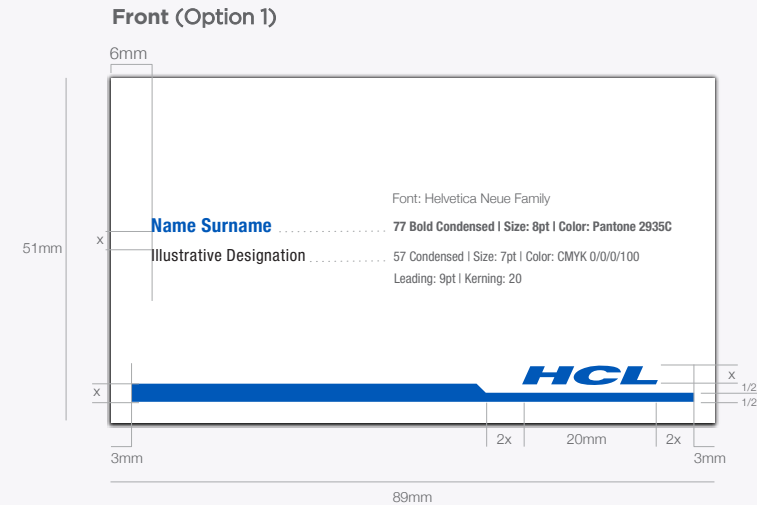 Front (Option 1)
6mm
Font: Helvetica Neue Family
Name Surname 77 Bold Condensed | Size: 8pt | Color: Pantone 2935C
x
51mm
Illustrative Designation 57 Condensed | Size: 7pt | Color: CMYK 0/0/0/100
Leading: 9pt | Kerning: 20
HCL
x
x
1/2
1/2
2x 20mm 2x
3mm 3mm
89mm